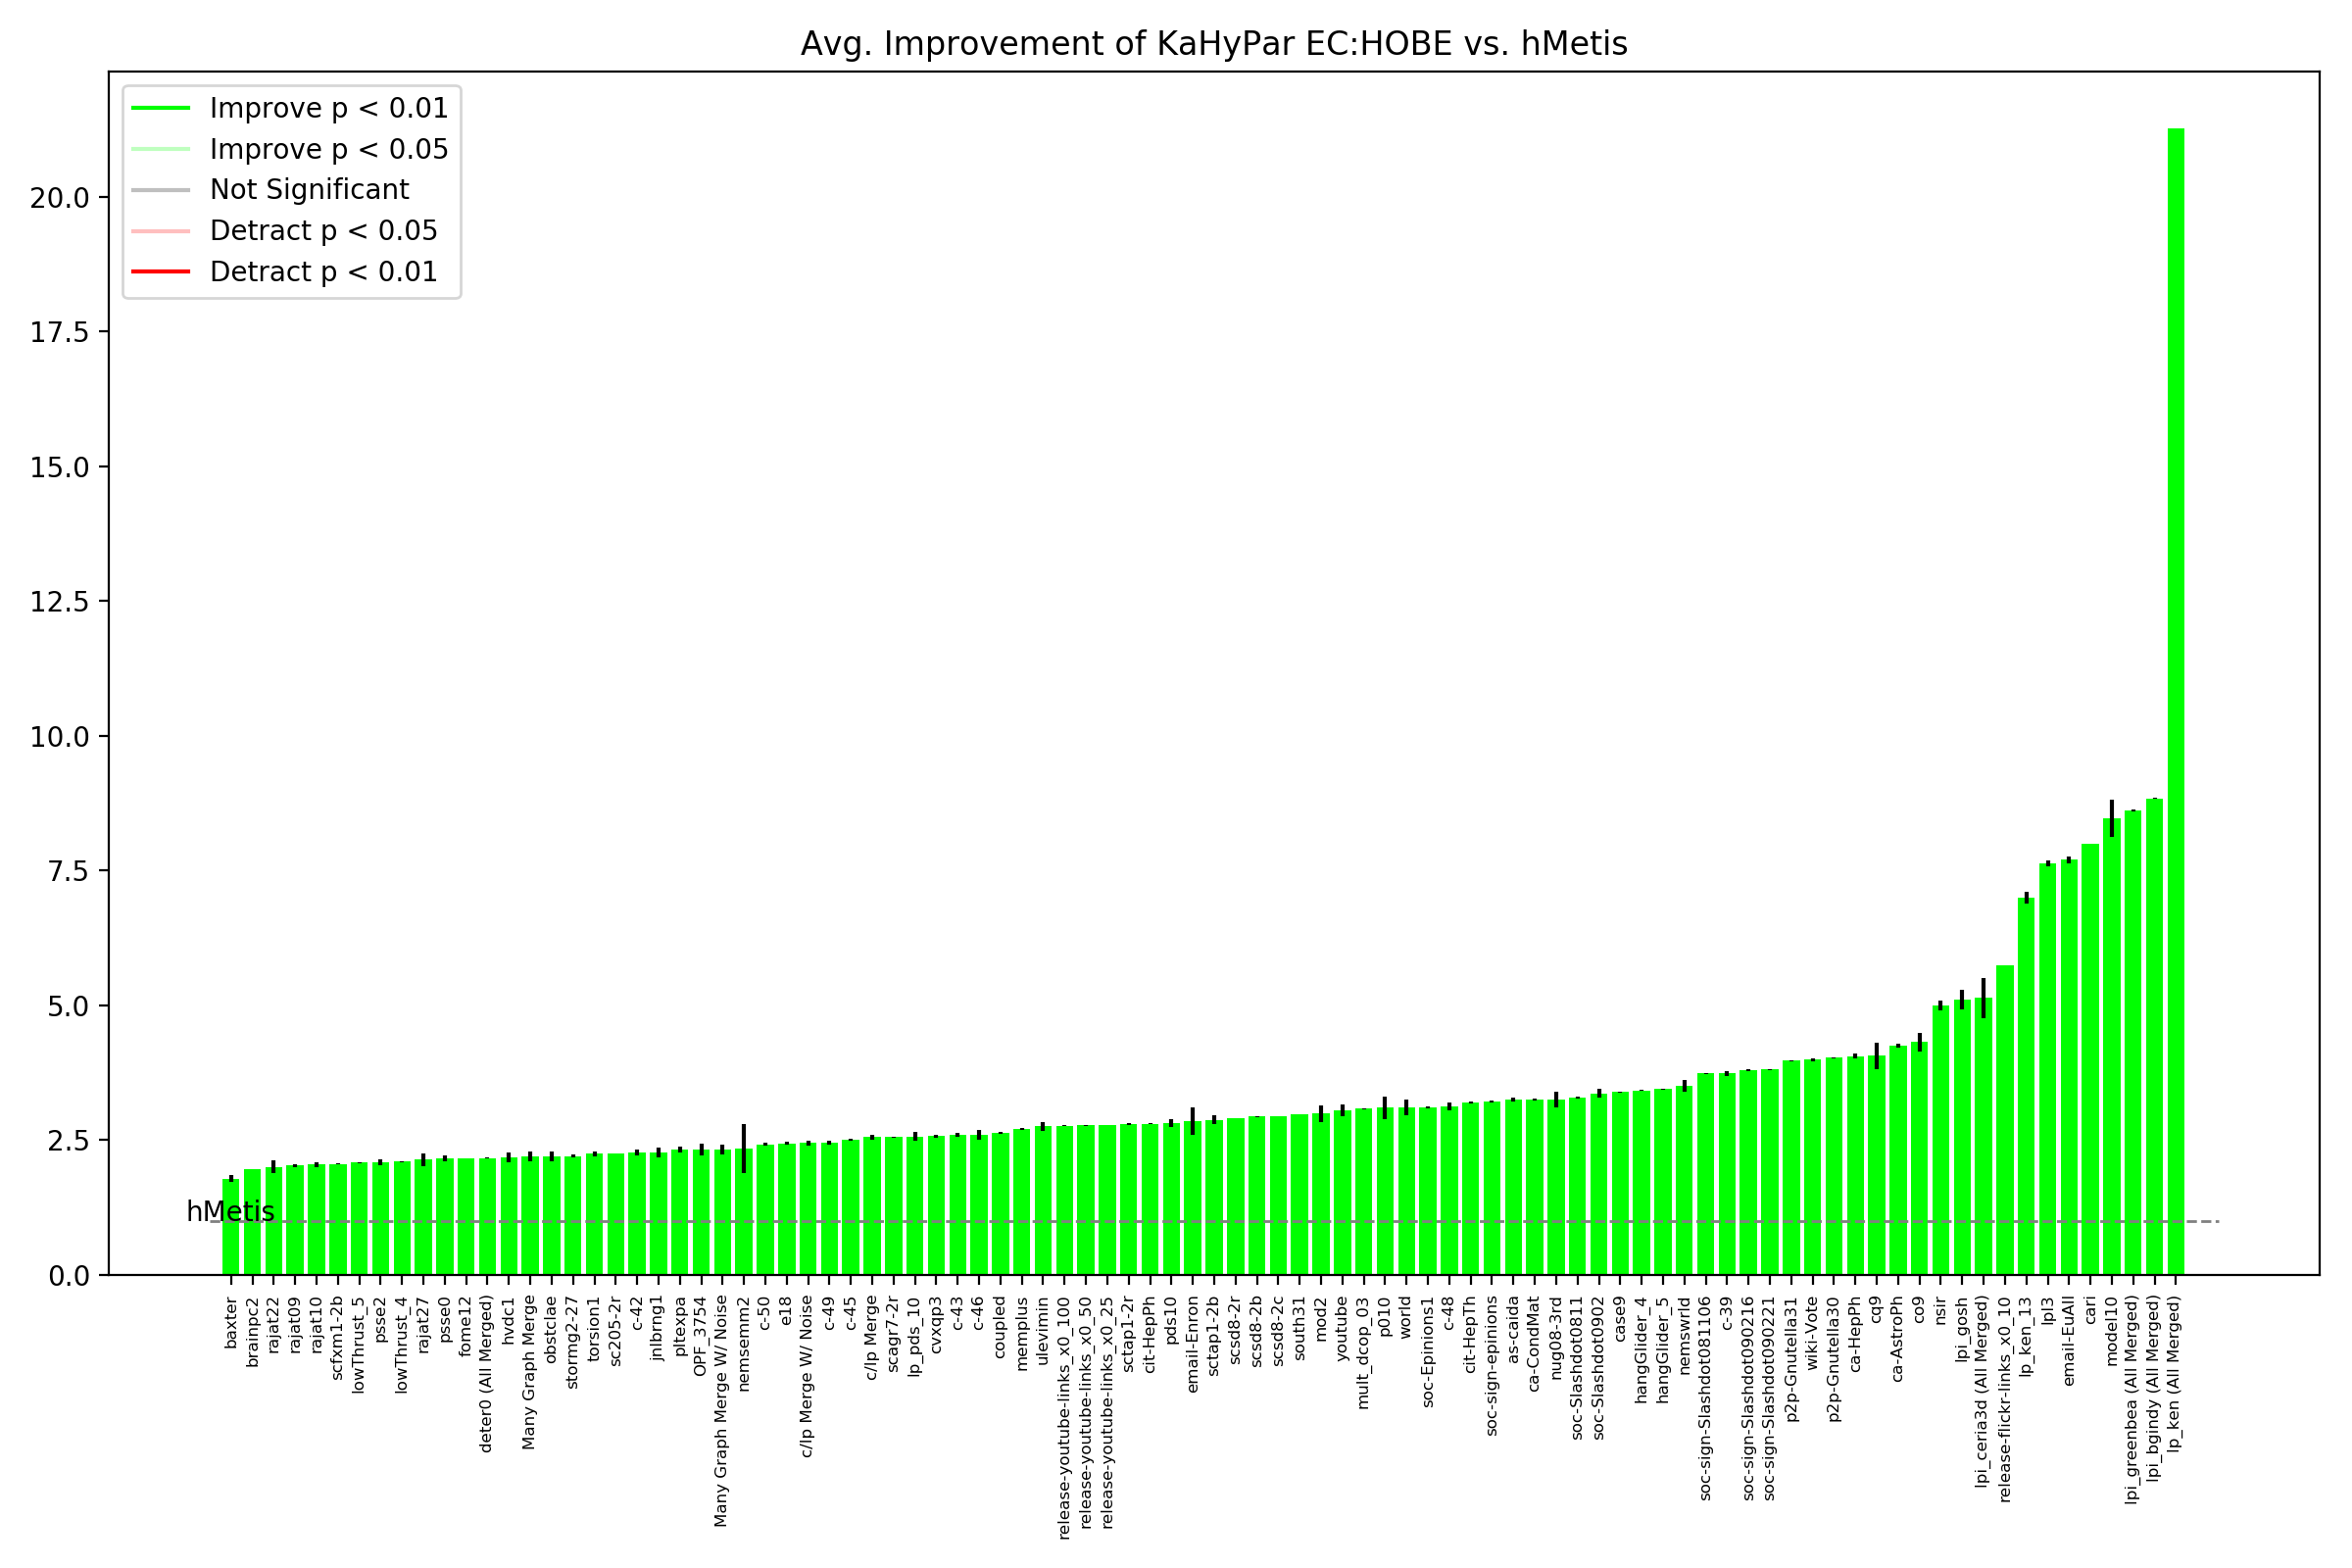 Avg. Improvement of KaHyPar EC:HOBE vs. hMetis
Improve p < 0.01
Improve p < 0.05
Not Significant
Detract p < 0.05
Detract p < 0.01
20.0
17.5
15.0
12.5
10.0
7.5
5.0
2.5
0.0
hMetis
baxter
brainpc2
rajat22
rajat09
rajat10
scfxm1-2b
lowThrust_5
psse2
lowThrust_4
rajat27
psse0
fome12
deter0 (All Merged)
hvdc1
Many Graph Merge
obstclae
stormg2-27
torsion1
sc205-2r
c-42
jnlbrng1
pltexpa
OPF_3754
Many Graph Merge W/ Noise
nemsemm2
c-50
e18
c/lp Merge W/ Noise
c-49
c-45
c/lp Merge
scagr7-2r
lp_pds_10
cvxqp3
c-43
c-46
coupled
memplus
ulevimin
release-youtube-links_x0_100
release-youtube-links_x0_50
release-youtube-links_x0_25
sctap1-2r
cit-HepPh
pds10
email-Enron
sctap1-2b
scsd8-2r
scsd8-2b
scsd8-2c
south31
mod2
youtube
mult_dcop_03
p010
world
soc-Epinions1
c-48
cit-HepTh
soc-sign-epinions
as-caida
ca-CondMat
nug08-3rd
soc-Slashdot0811
soc-Slashdot0902
case9
hangGlider_4
hangGlider_5
nemswrld
soc-sign-Slashdot081106
c-39
soc-sign-Slashdot090216
soc-sign-Slashdot090221
p2p-Gnutella31
wiki-Vote
p2p-Gnutella30
ca-HepPh
cq9
ca-AstroPh
co9
nsir
lpi_gosh
lpi_ceria3d (All Merged)
release-flickr-links_x0_10
lp_ken_13
lpl3
email-EuAll
cari
model10
lpi_greenbea (All Merged)
lpi_bgindy (All Merged)
lp_ken (All Merged)